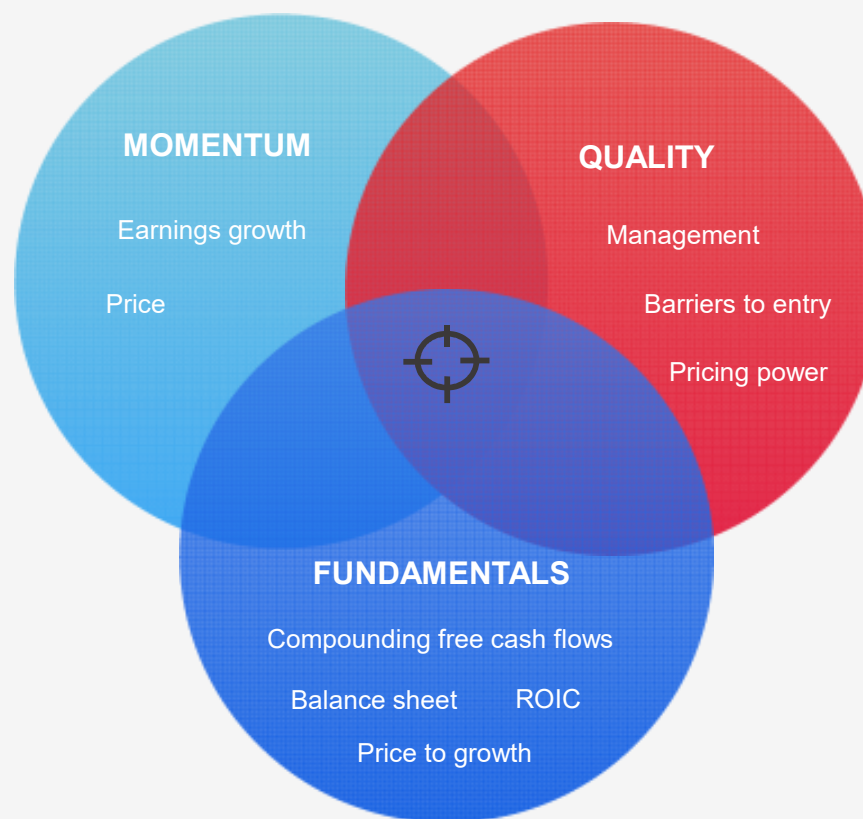 MOMENTUM
Earnings growth
Price
QUALITY
Management
Barriers to entry
Pricing power
FUNDAMENTALS
Compounding free cash flows
Balance sheet ROIC
Price to growth